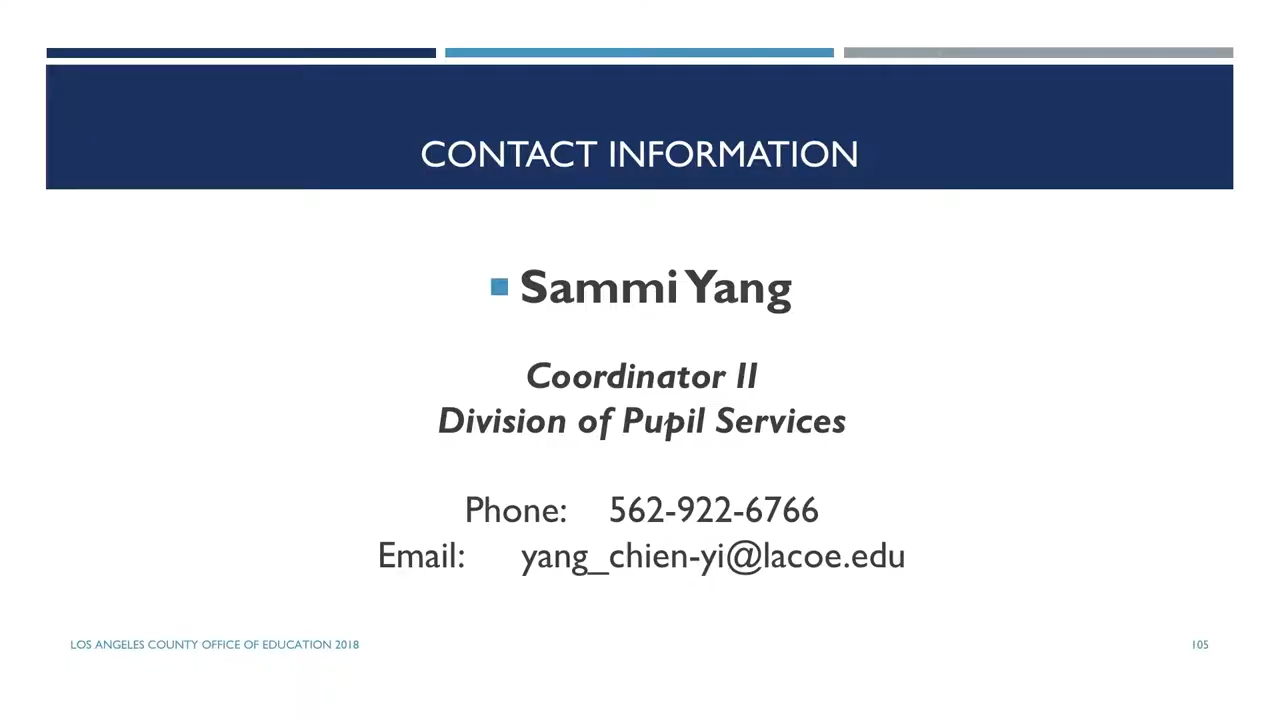 CONTACT INFORMATION
Sammi Yang
Coordinator II
Division of Pupil Services
Phone: 562-922-6766
Email: yang_chien-yi@lacoe.edu
LOS ANGELES COUNTY OFFICE OF EDUCATION 2018
105